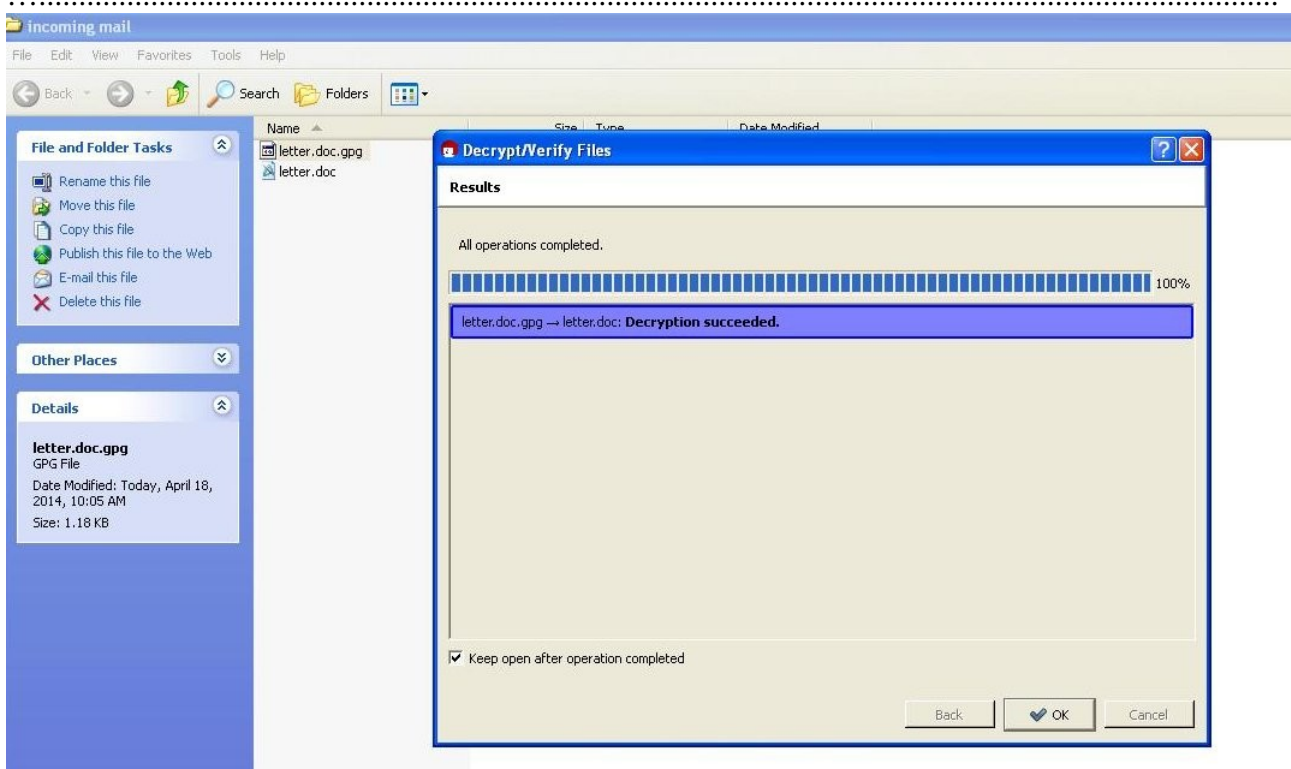 incoming mail
File Edit View Favorites Tools Help
Back Search Folders
Name Size Type Date Modified
File and Folder Tasks
Rename this file
Move this file
Copy this file
Publish this file to the Web
E-mail this file
Delete this file
Other Places
Details
letter.doc.gpg
GPG File
Date Modified: Today, April 18,
2014, 10:05 AM
Size: 1.18 KB
letter.doc.gpg
letter.doc
Decrypt/Verify Files
Results
All operations completed.
100%
letter.doc.gpg → letter.doc: Decryption succeeded.
Keep open after operation completed
Back OK Cancel